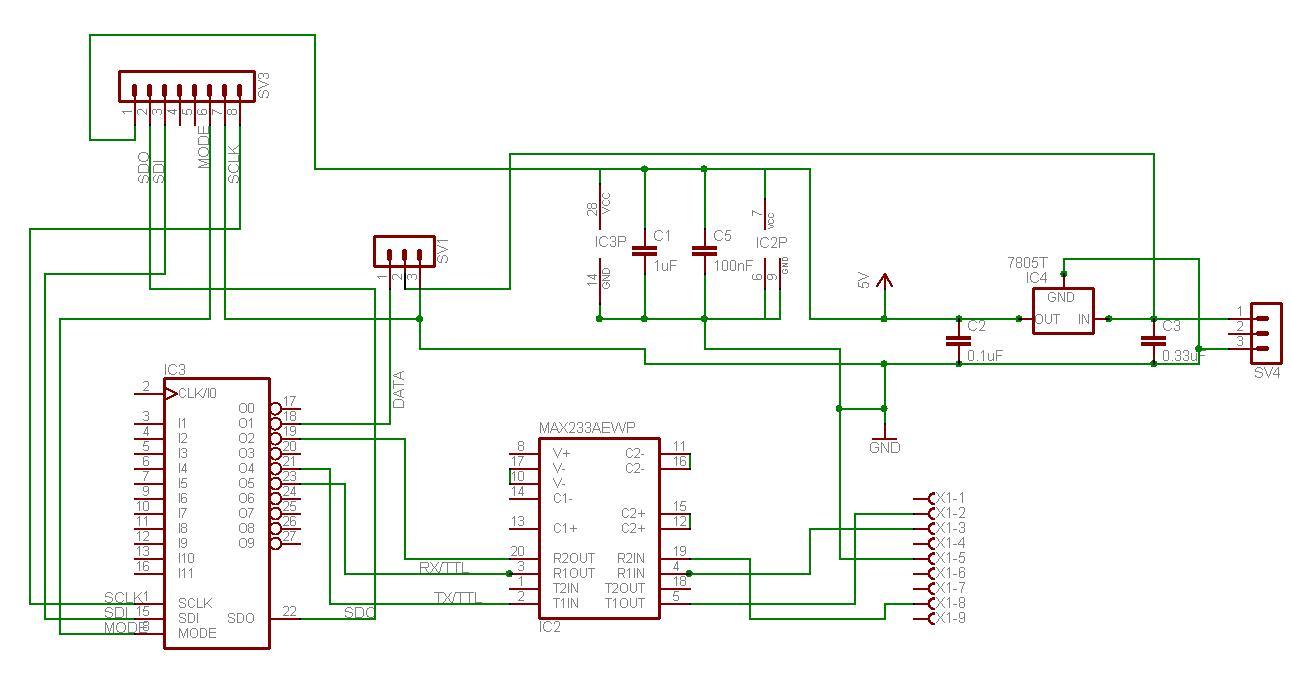 SV3
1 2 3 4 5 6 7 8
SDO
SDI
MODE
SCLK
SV1
1 2 3
28 VCC
IC3P
14 GND
C1
1uF
C5
100nF
7 VCC
IC2P
6 9 GND
5V
7805T
IC4
GND
OUT IN
C2
0.1uF
C3
0.33uF
1
2
3
SV4
GND
DATA
IC3
2 CLK/I0
O0 17
3 I1 O1 18
4 I2 O2 19
5 I3 O3 20
6 I4 O4 21
7 I5 O5 23
9 I6 O6 24
10 I7 O7 25
11 I8 O8 26
12 I9 O9 27
13 I10
16 I11
SCLK 1 SCLK
SDI 15 SDI SDO 22 SDO
MODE 8 MODE
RX/TTL
TX/TTL
MAX233AEWP
8 V+ C2- 11
17 V- C2- 16
10 V-
14 C1- C2+ 15
13 C1+ C2+ 12
20 R2OUT R2IN 19
3 R1OUT R1IN 4
1 T2IN T2OUT 18
2 T1IN T1OUT 5
IC2
X1-1
X1-2
X1-3
X1-4
X1-5
X1-6
X1-7
X1-8
X1-9